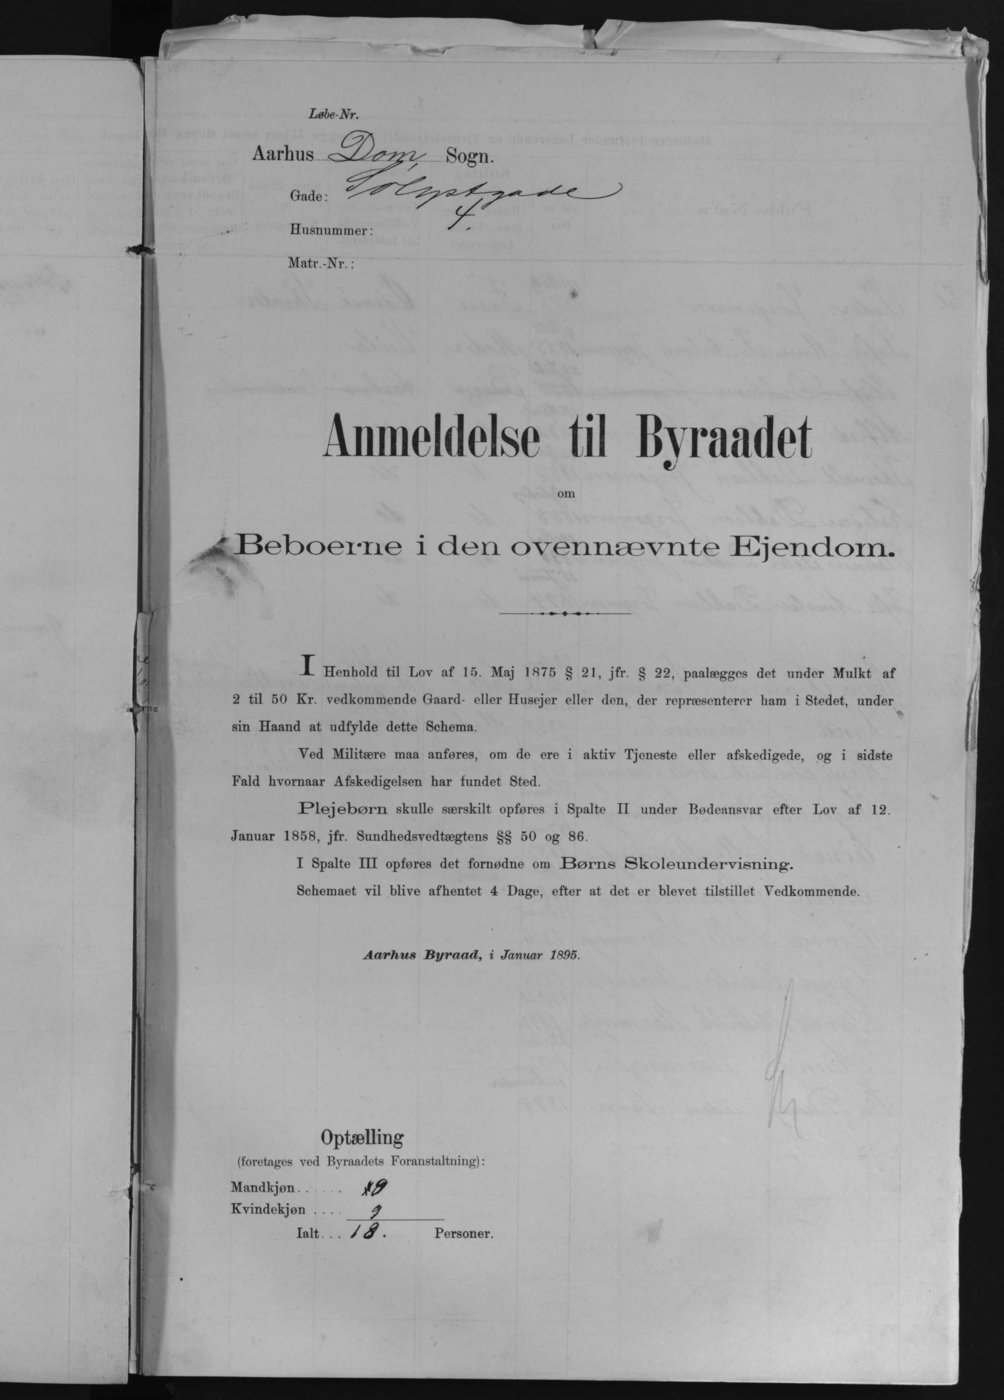 Løbe-Nr.
Aarhus Dom, Sogn.
Gade: Sølystgade
Husnummer: 4.
Matr.-Nr.:
Anmeldelse til Byraadet
om
Beboerne i den ovennævnte Ejendom.
I Henhold til Lov af 15. Maj 1875 § 21, jfr. § 22, paalægges det under Mulkt af
2 til 50 Kr. vedkommende Gaard- eller Husejer eller den, der repræsenterer ham i Stedet, under
sin Haand at udfylde dette Schema.
Ved Militære maa anføres, om de ere i aktiv Tjeneste eller afskedigede, og i sidste
Fald hvornaar Afskedigelsen har fundet Sted.
Plejebørn skulle særskilt opføres i Spalte II under Bødeansvar efter Lov af 12.
Januar 1858, jfr. Sundhedsvedtægtens §§ 50 og 86.
I Spalte III opføres det fornødne om Børns Skoleundervisning.
Schemaet vil blive afhentet 4 Dage, efter at det er blevet tilstillet Vedkommende.
Aarhus Byraad, i Januar 1895.
Optælling
(foretages ved Byraadets Foranstaltning):
Mandkjøn...... 9
Kvindekjøn .... 9
Ialt... 18. Personer.